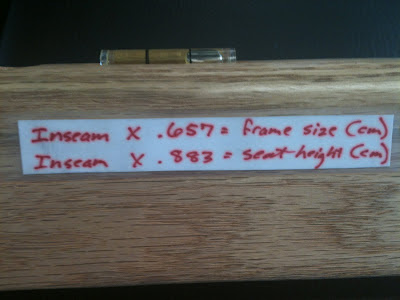 Inseam X .657 = frame size (cm)
Inseam X .883 = seat height (cm)